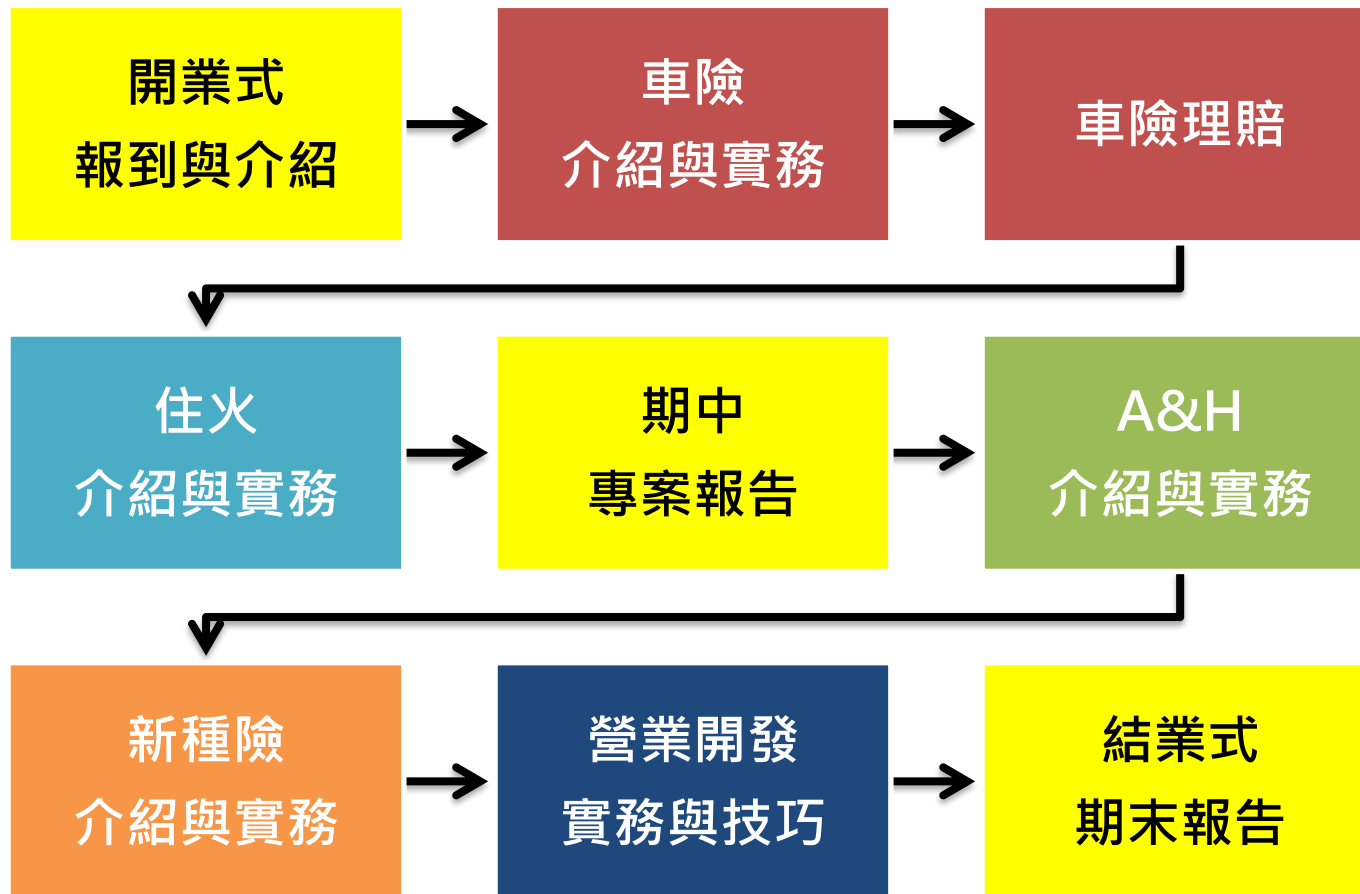 開業式
報到與介紹
車險
介紹與實務
車險理賠
住火
介紹與實務
期中
專案報告
A&H
介紹與實務
新種險
介紹與實務
營業開發
實務與技巧
結業式
期末報告